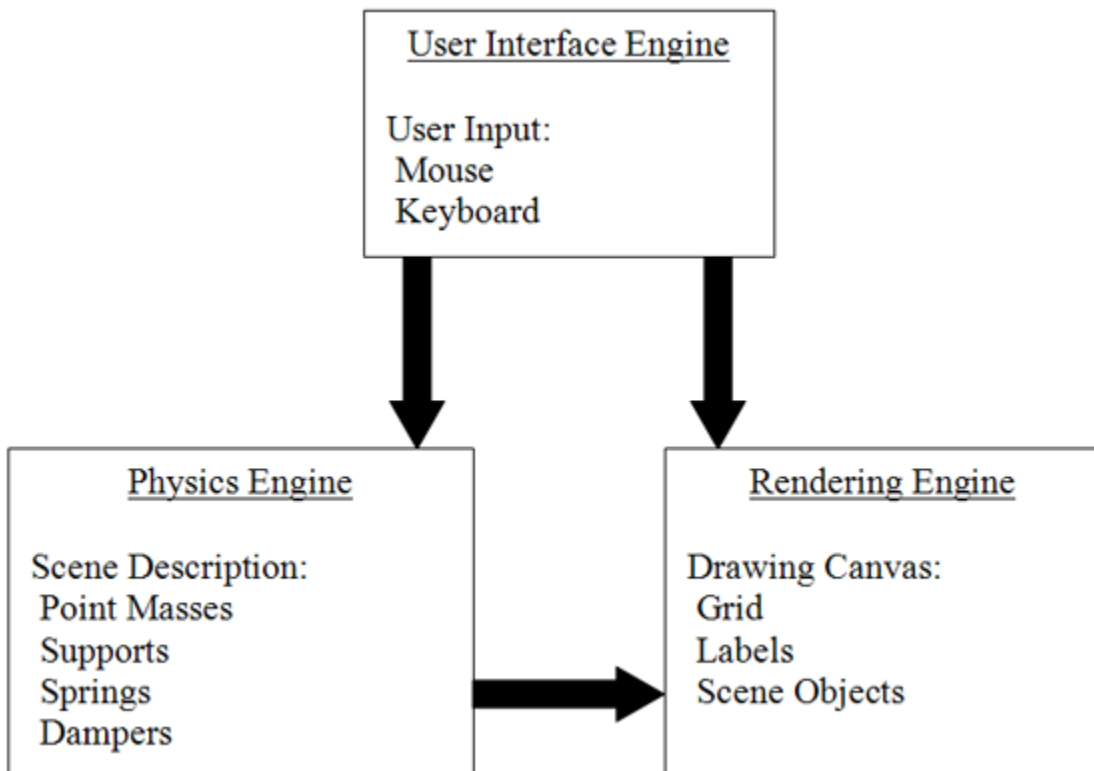 User Interface Engine
User Input:
Mouse
Keyboard
Physics Engine
Scene Description:
Point Masses
Supports
Springs
Dampers
Rendering Engine
Drawing Canvas:
Grid
Labels
Scene Objects